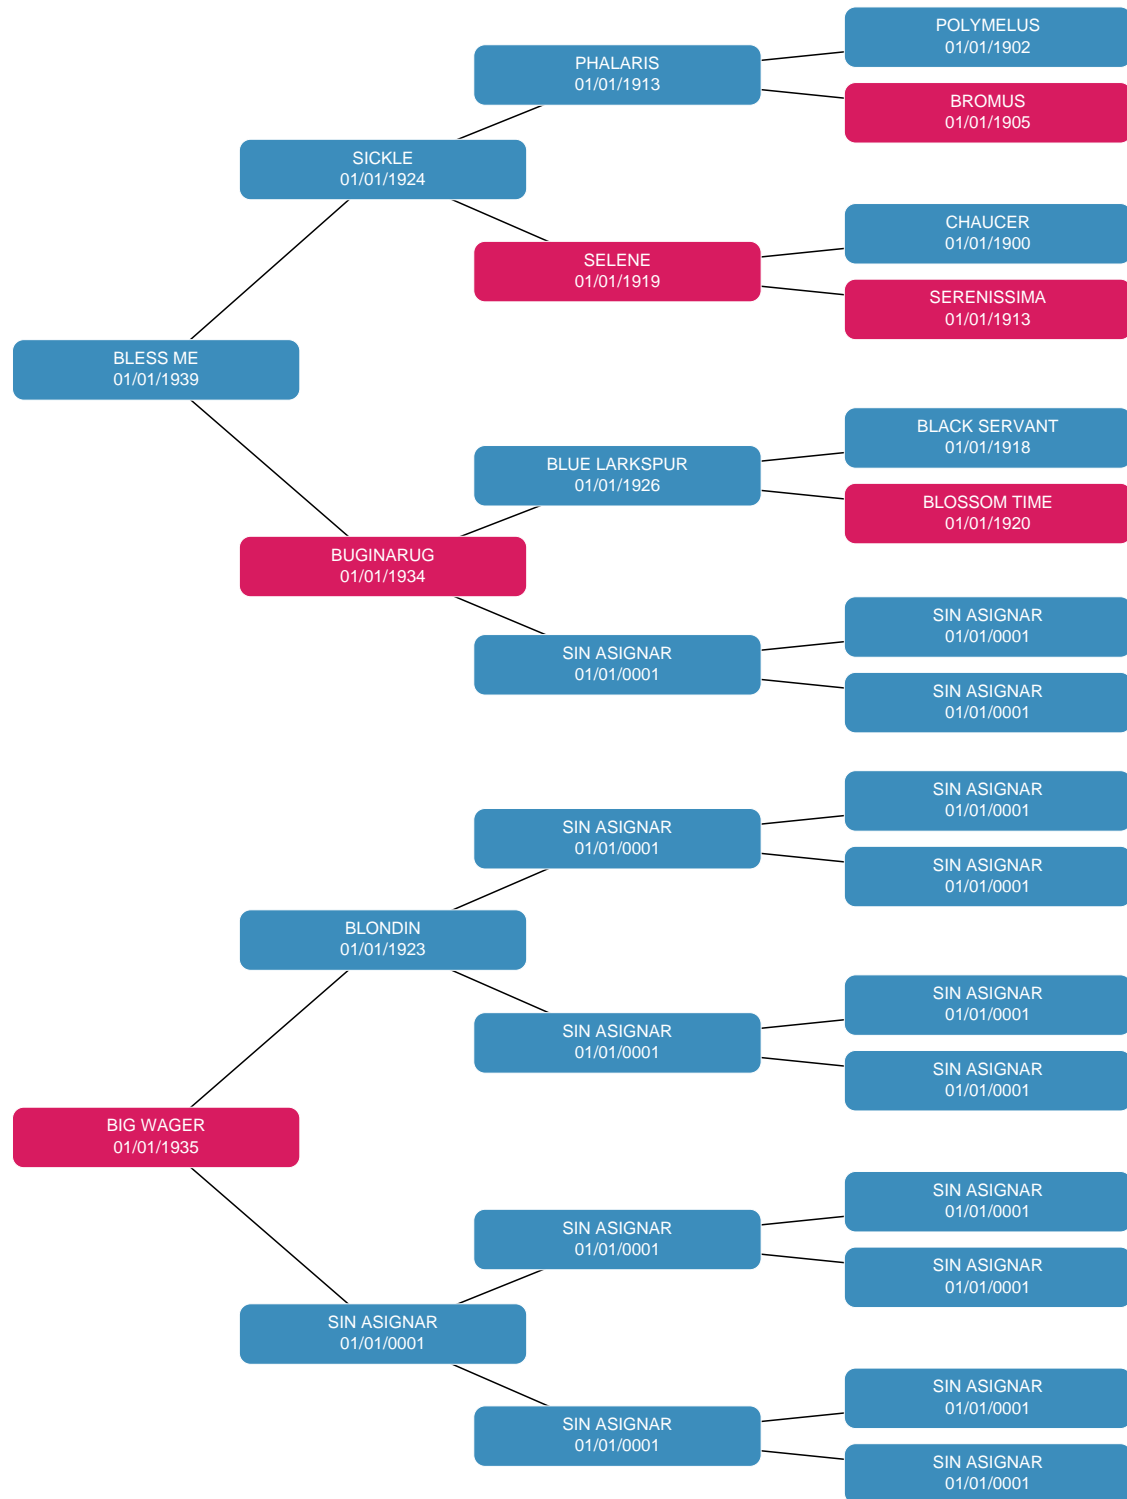 POLYMELUS
01/01/1902
PHALARIS
01/01/1913
BROMUS
01/01/1905
SICKLE
01/01/1924
CHAUCER
01/01/1900
SELENE
01/01/1919
SERENISSIMA
01/01/1913
BLESS ME
01/01/1939
BLACK SERVANT
01/01/1918
BLUE LARKSPUR
01/01/1926
BLOSSOM TIME
01/01/1920
BUGINARUG
01/01/1934
SIN ASIGNAR
01/01/0001
SIN ASIGNAR
01/01/0001
SIN ASIGNAR
01/01/0001
SIN ASIGNAR
01/01/0001
SIN ASIGNAR
01/01/0001
SIN ASIGNAR
01/01/0001
BLONDIN
01/01/1923
SIN ASIGNAR
01/01/0001
SIN ASIGNAR
01/01/0001
SIN ASIGNAR
01/01/0001
BIG WAGER
01/01/1935
SIN ASIGNAR
01/01/0001
SIN ASIGNAR
01/01/0001
SIN ASIGNAR
01/01/0001
SIN ASIGNAR
01/01/0001
SIN ASIGNAR
01/01/0001
SIN ASIGNAR
01/01/0001
SIN ASIGNAR
01/01/0001